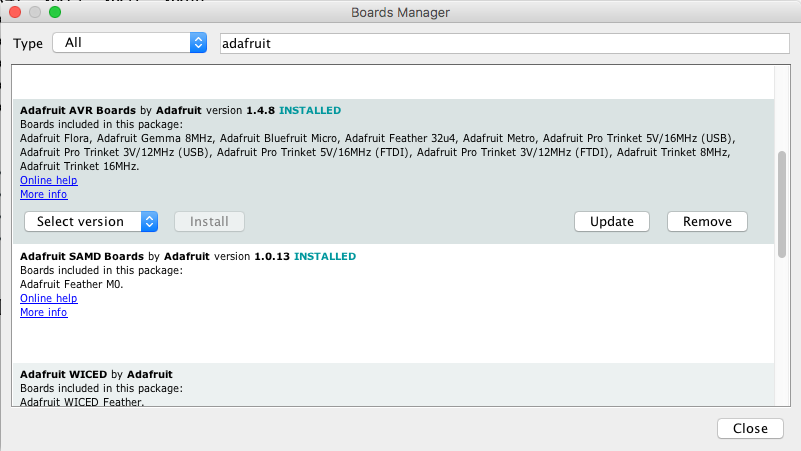 Boards Manager
Type All adafruit
Adafruit AVR Boards by Adafruit version 1.4.8 INSTALLED
Boards included in this package:
Adafruit Flora, Adafruit Gemma 8MHz, Adafruit Bluefruit Micro, Adafruit Feather 32u4, Adafruit Metro, Adafruit Pro Trinket 5V/16MHz (USB),
Adafruit Pro Trinket 3V/12MHz (USB), Adafruit Pro Trinket 5V/16MHz (FTDI), Adafruit Pro Trinket 3V/12MHz (FTDI), Adafruit Trinket 8MHz,
Adafruit Trinket 16MHz.
Online help
More info
Select version Install Update Remove
Adafruit SAMD Boards by Adafruit version 1.0.13 INSTALLED
Boards included in this package:
Adafruit Feather M0.
Online help
More info
Adafruit WICED by Adafruit
Boards included in this package:
Adafruit WICED Feather.
Close